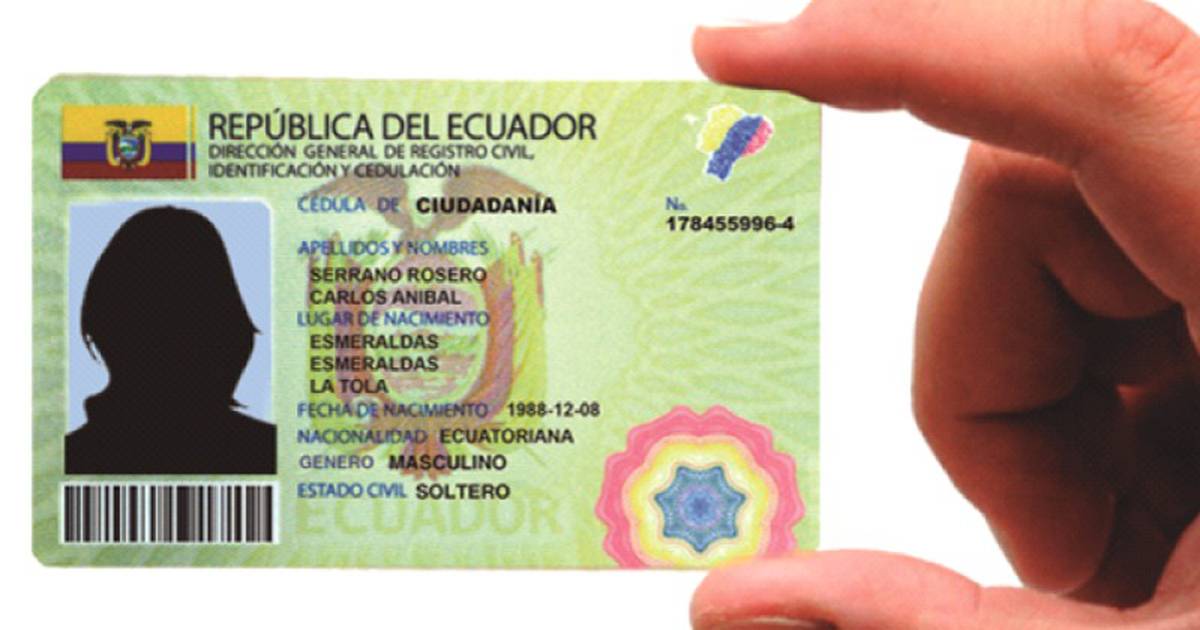 REPÚBLICA DEL ECUADOR
DIRECCIÓN GENERAL DE REGISTRO CIVIL,
IDENTIFICACIÓN Y CEDULACIÓN
CÉDULA DE CIUDADANÍA
No.
178455996-4
APELLIDOS Y NOMBRES
SERRANO ROSERO
CARLOS ANIBAL
LUGAR DE NACIMIENTO
ESMERALDAS
ESMERALDAS
LA TOLA
FECHA DE NACIMIENTO 1988-12-08
NACIONALIDAD ECUATORIANA
GENERO MASCULINO
ESTADO CIVIL SOLTERO
ECUADOR